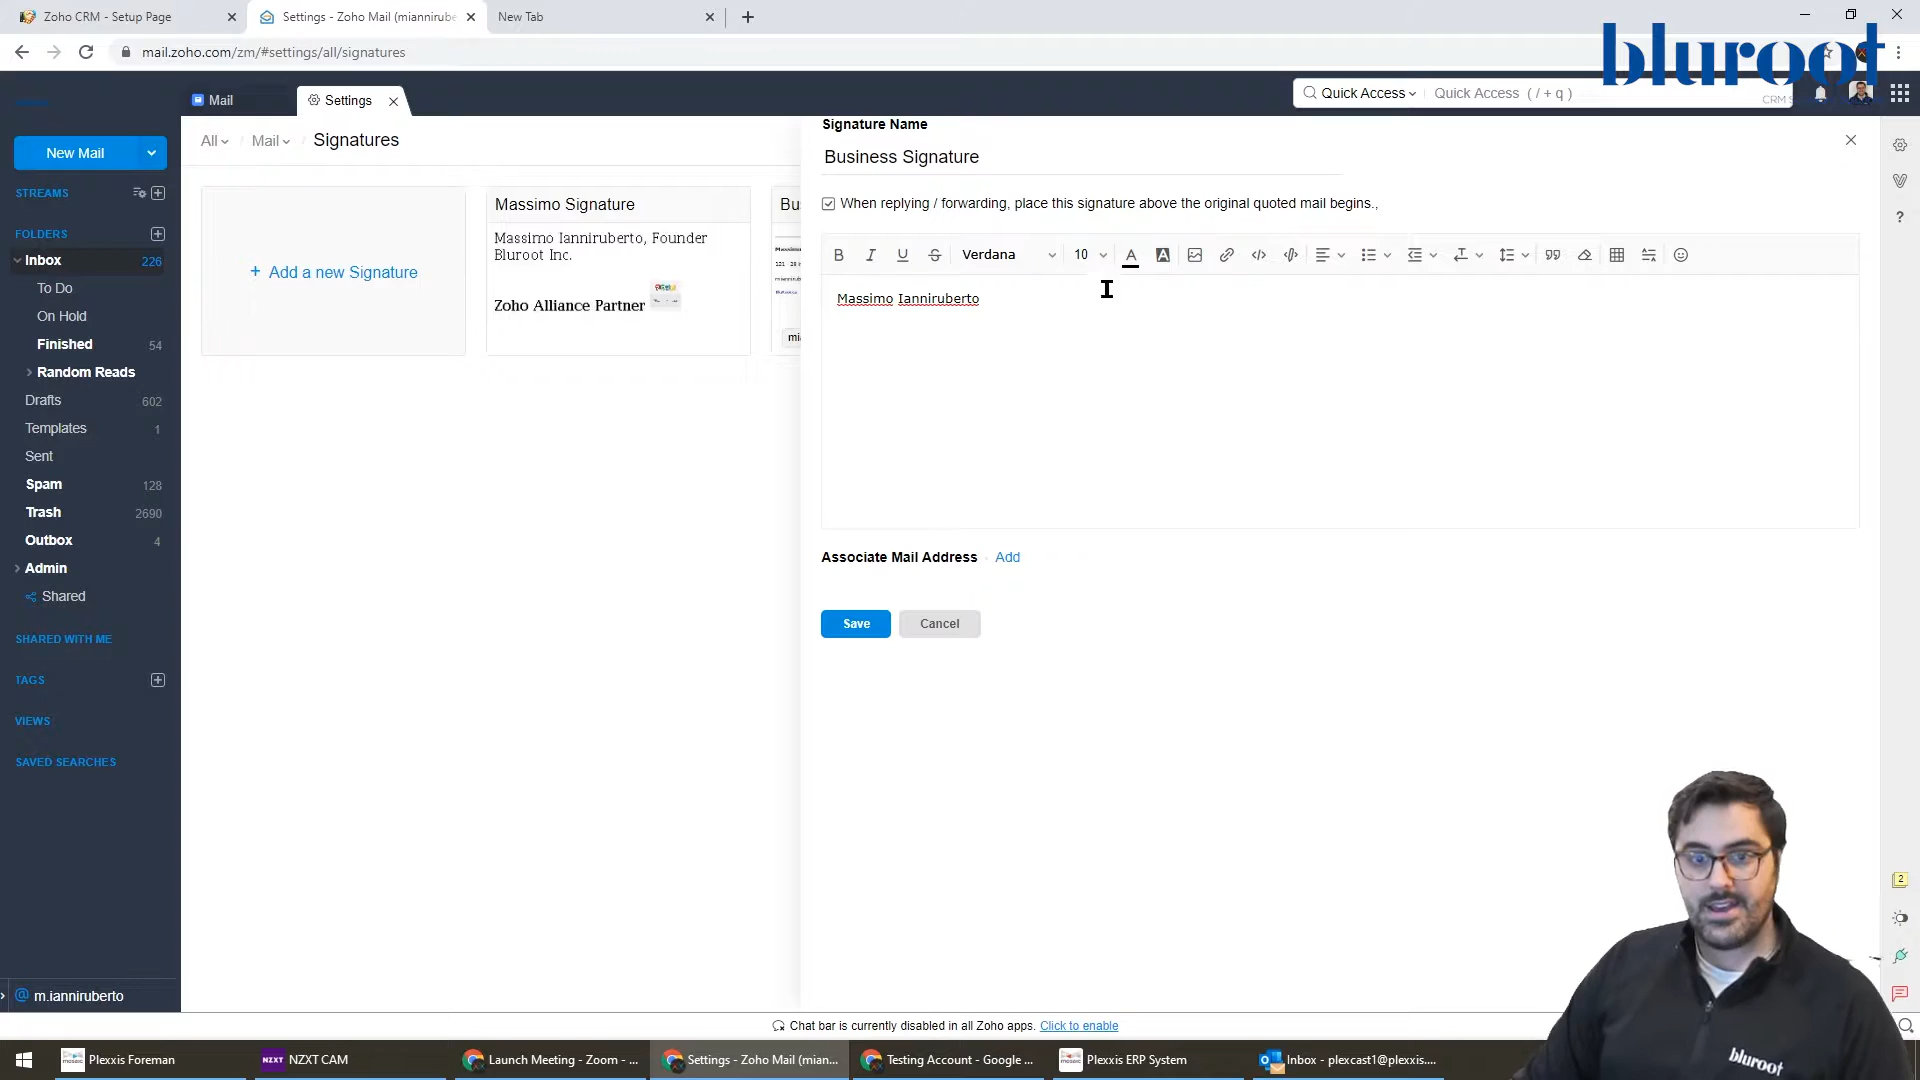 Zoho CRM - Setup Page
Settings - Zoho Mail (miannirube
New Tab
mail.zoho.com/zm/#settings/all/signatures
bluroot
CRM
Mail
Settings
Quick Access
Quick Access ( / + q )
New Mail
All / Mail / Signatures
STREAMS
FOLDERS
Inbox 226
To Do
On Hold
Finished 54
Random Reads
Drafts 602
Templates 1
Sent
Spam 128
Trash 2690
Outbox 4
Admin
Shared
SHARED WITH ME
TAGS
VIEWS
SAVED SEARCHES
@ m.ianniruberto
+ Add a new Signature
Massimo Signature
Massimo Ianniruberto, Founder
Bluroot Inc.
Zoho Alliance Partner
Bu
mi
Signature Name
Business Signature
When replying / forwarding, place this signature above the original quoted mail begins.,
B I U S Verdana 10 A A
Massimo Ianniruberto
Associate Mail Address - Add
Save
Cancel
2
bluroot
Chat bar is currently disabled in all Zoho apps. Click to enable
Plexxis Foreman
NZXT CAM
Launch Meeting - Zoom - ...
Settings - Zoho Mail (mian...
Testing Account - Google ...
Plexxis ERP System
Inbox - plexcast1@plexxis....